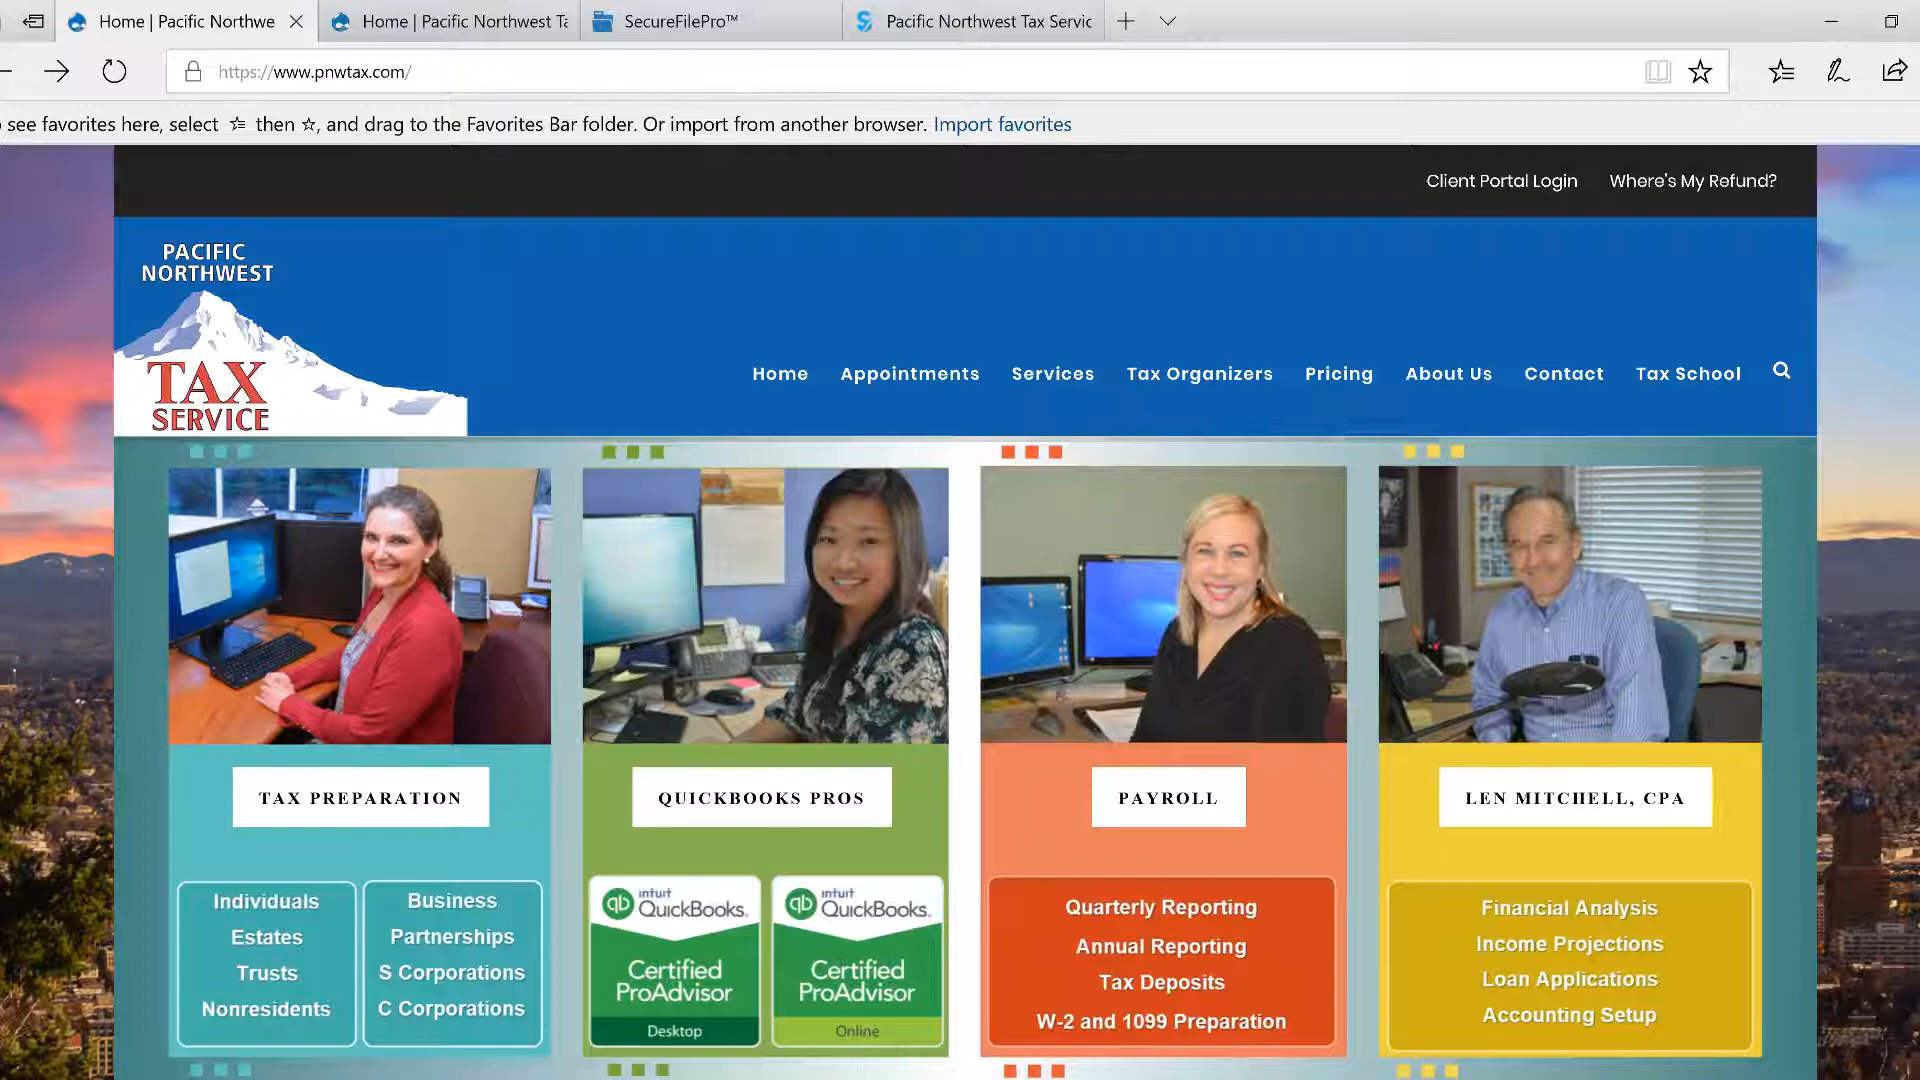 Home | Pacific Northwe
Home | Pacific Northwest Ta
SecureFilePro™
Pacific Northwest Tax Servic
https://www.pnwtax.com/
see favorites here, select then ☆, and drag to the Favorites Bar folder. Or import from another browser. Import favorites
Client Portal Login Where's My Refund?
PACIFIC
NORTHWEST
TAX
SERVICE
Home Appointments Services Tax Organizers Pricing About Us Contact Tax School
TAX PREPARATION
QUICKBOOKS PROS
PAYROLL
LEN MITCHELL, CPA
Individuals
Estates
Trusts
Nonresidents
Business
Partnerships
S Corporations
C Corporations
qb intuit
QuickBooks.
Certified
ProAdvisor
Desktop
qb intuit
QuickBooks.
Certified
ProAdvisor
Online
Quarterly Reporting
Annual Reporting
Tax Deposits
W-2 and 1099 Preparation
Financial Analysis
Income Projections
Loan Applications
Accounting Setup